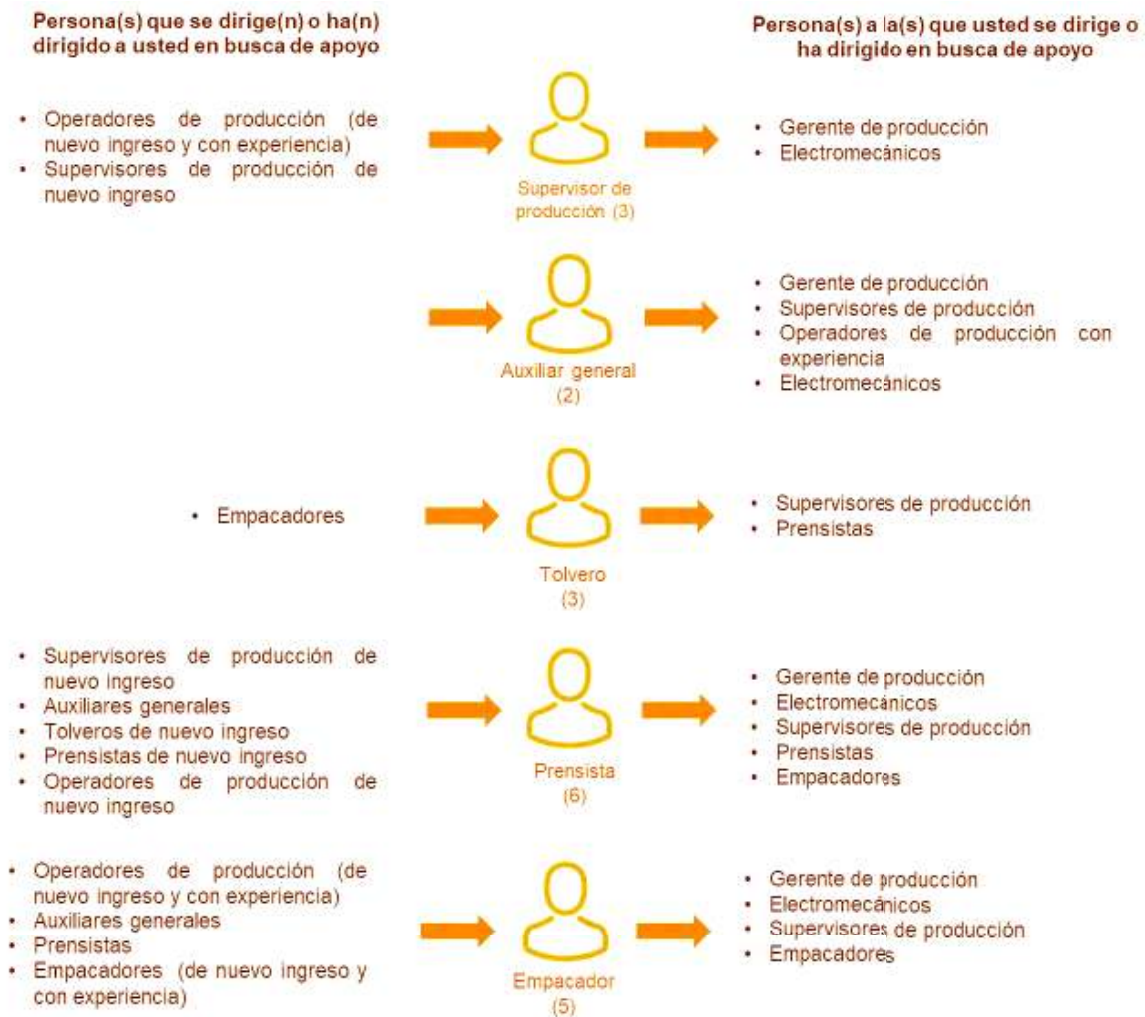 Persona(s) que se dirige(n) o ha(n)
dirigido a usted en busca de apoyo
Persona(s) a la(s) que usted se dirige o
ha dirigido en busca de apoyo
• Operadores de producción (de
nuevo ingreso y con experiencia)
• Supervisores de producción de
nuevo ingreso
Supervisor de
producción (3)
• Gerente de producción
• Electromecánicos
Auxiliar general
(2)
• Gerente de producción
• Supervisores de producción
• Operadores de producción con
experiencia
• Electromecánicos
• Empacadores
Tolvero
(3)
• Supervisores de producción
• Prensistas
• Supervisores de producción de
nuevo ingreso
• Auxiliares generales
• Tolveros de nuevo ingreso
• Prensistas de nuevo ingreso
• Operadores de producción de
nuevo ingreso
Prensista
(6)
• Gerente de producción
• Electromecánicos
• Supervisores de producción
• Prensistas
• Empacadores
• Operadores de producción (de
nuevo ingreso y con experiencia)
• Auxiliares generales
• Prensistas
• Empacadores (de nuevo ingreso y
con experiencia)
Empacador
(5)
• Gerente de producción
• Electromecánicos
• Supervisores de producción
• Empacadores